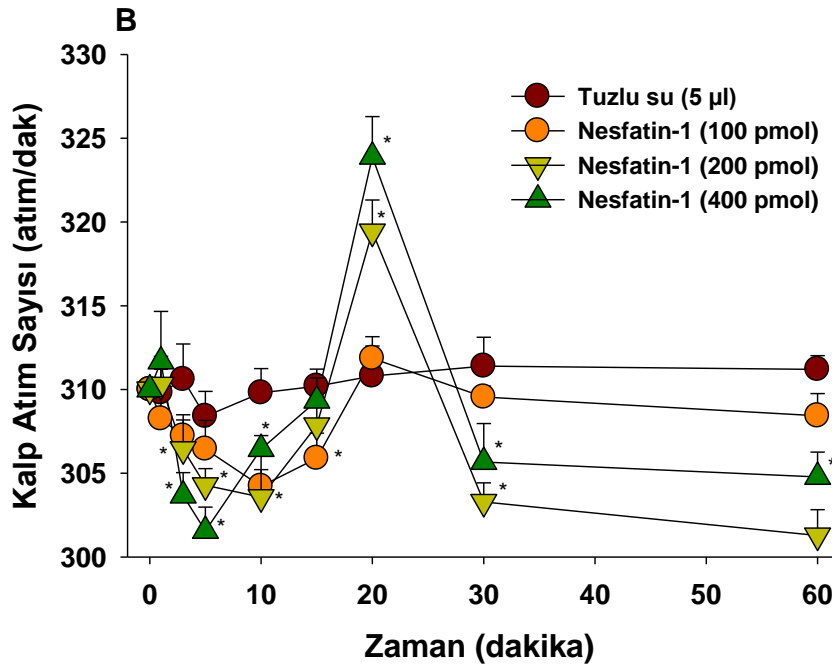 B
330
325
320
315
310
305
300
Kalp Atım Sayısı (atım/dak)
Tuzlu su (5 µl)
Nesfatin-1 (100 pmol)
Nesfatin-1 (200 pmol)
Nesfatin-1 (400 pmol)
* * * * * * * * * * * * *
0 10 20 30 40 50 60
Zaman (dakika)